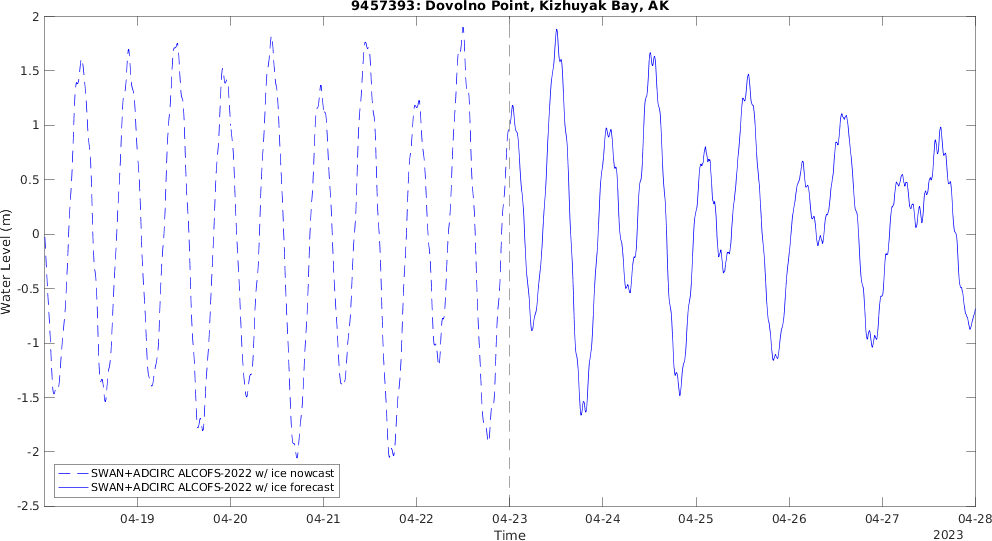 9457393: Dovolno Point, Kizhuyak Bay, AK
2
1.5
1
0.5
0
-0.5
-1
-1.5
-2
-2.5
Water Level (m)
SWAN+ADCIRC ALCOFS-2022 w/ ice nowcast
SWAN+ADCIRC ALCOFS-2022 w/ ice forecast
04-19 04-20 04-21 04-22 04-23 04-24 04-25 04-26 04-27 04-28
Time
2023